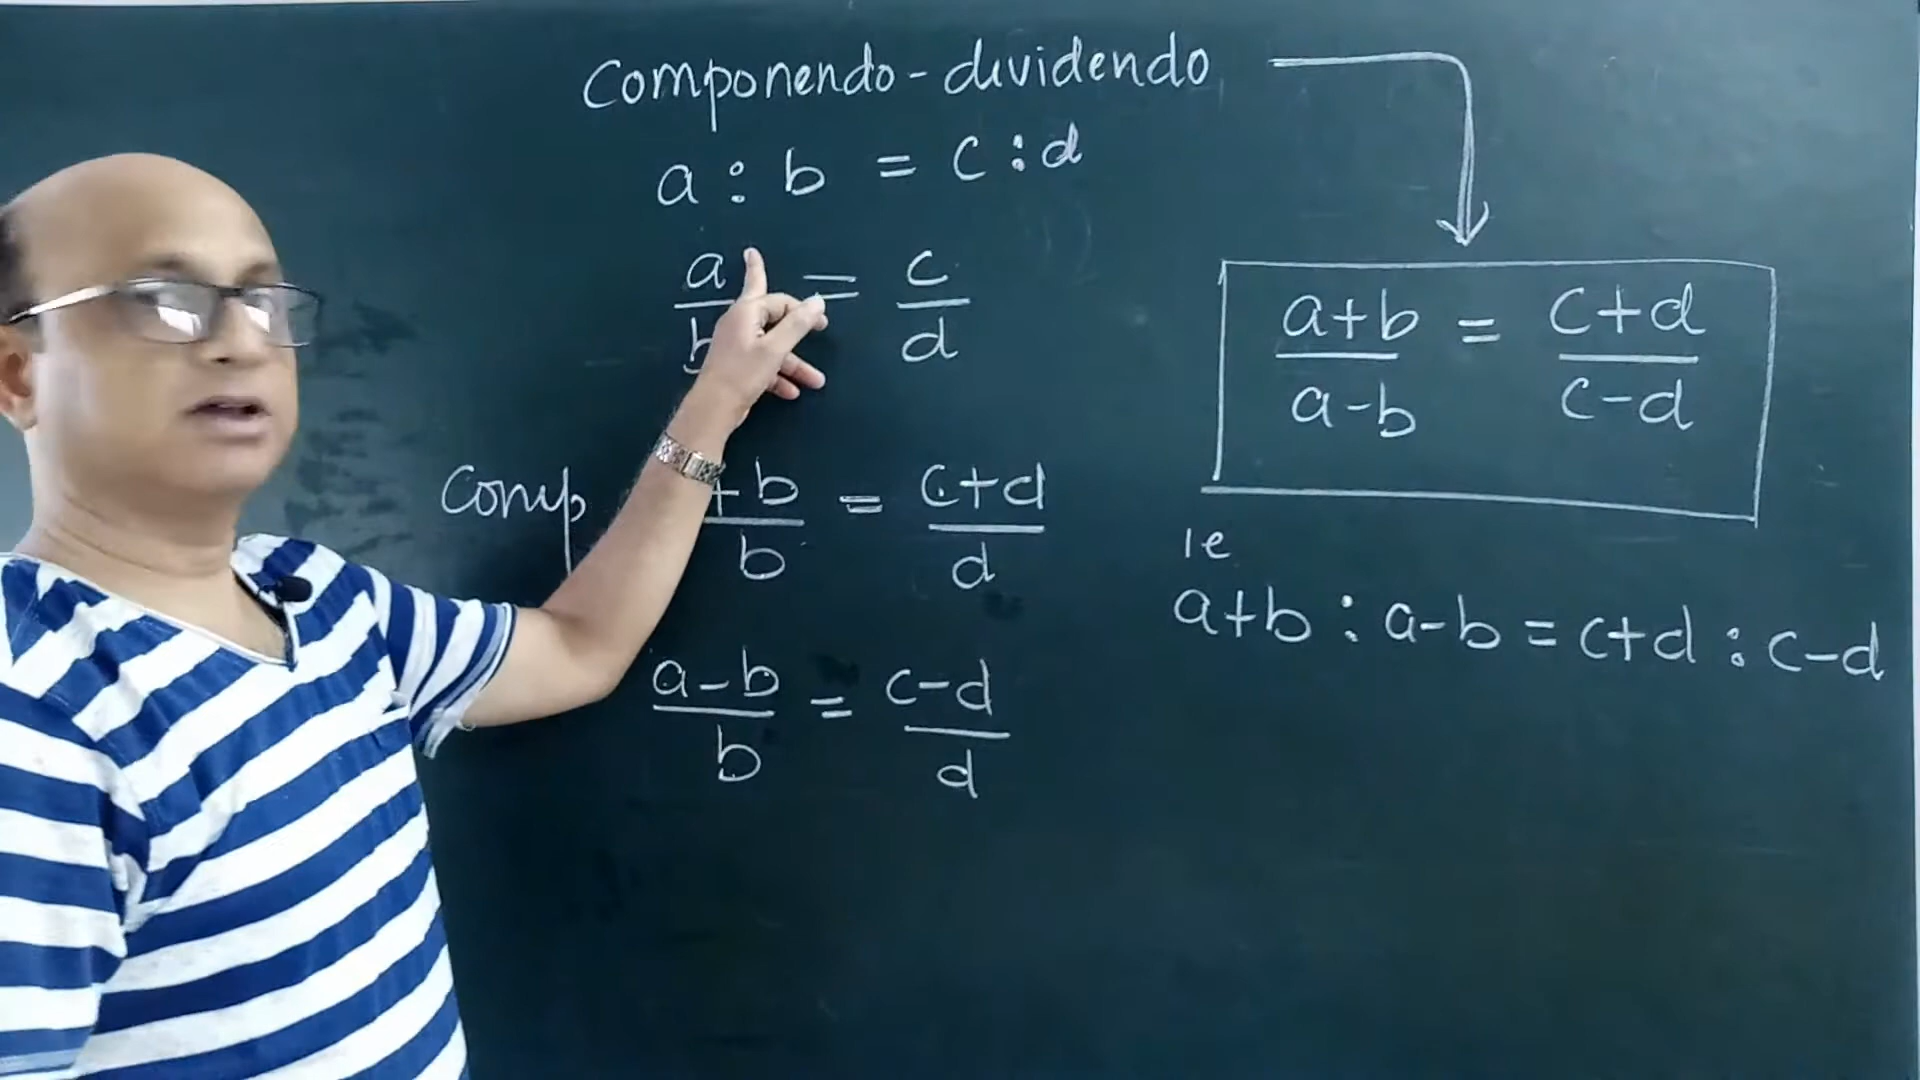 componendo-dividendo
a : b = c : d
a = c
b d
a+b = c+d
a-b c-d
Comp +b = c+d
b d
ie
a+b : a-b = c+d : c-d
a-b = c-d
b d